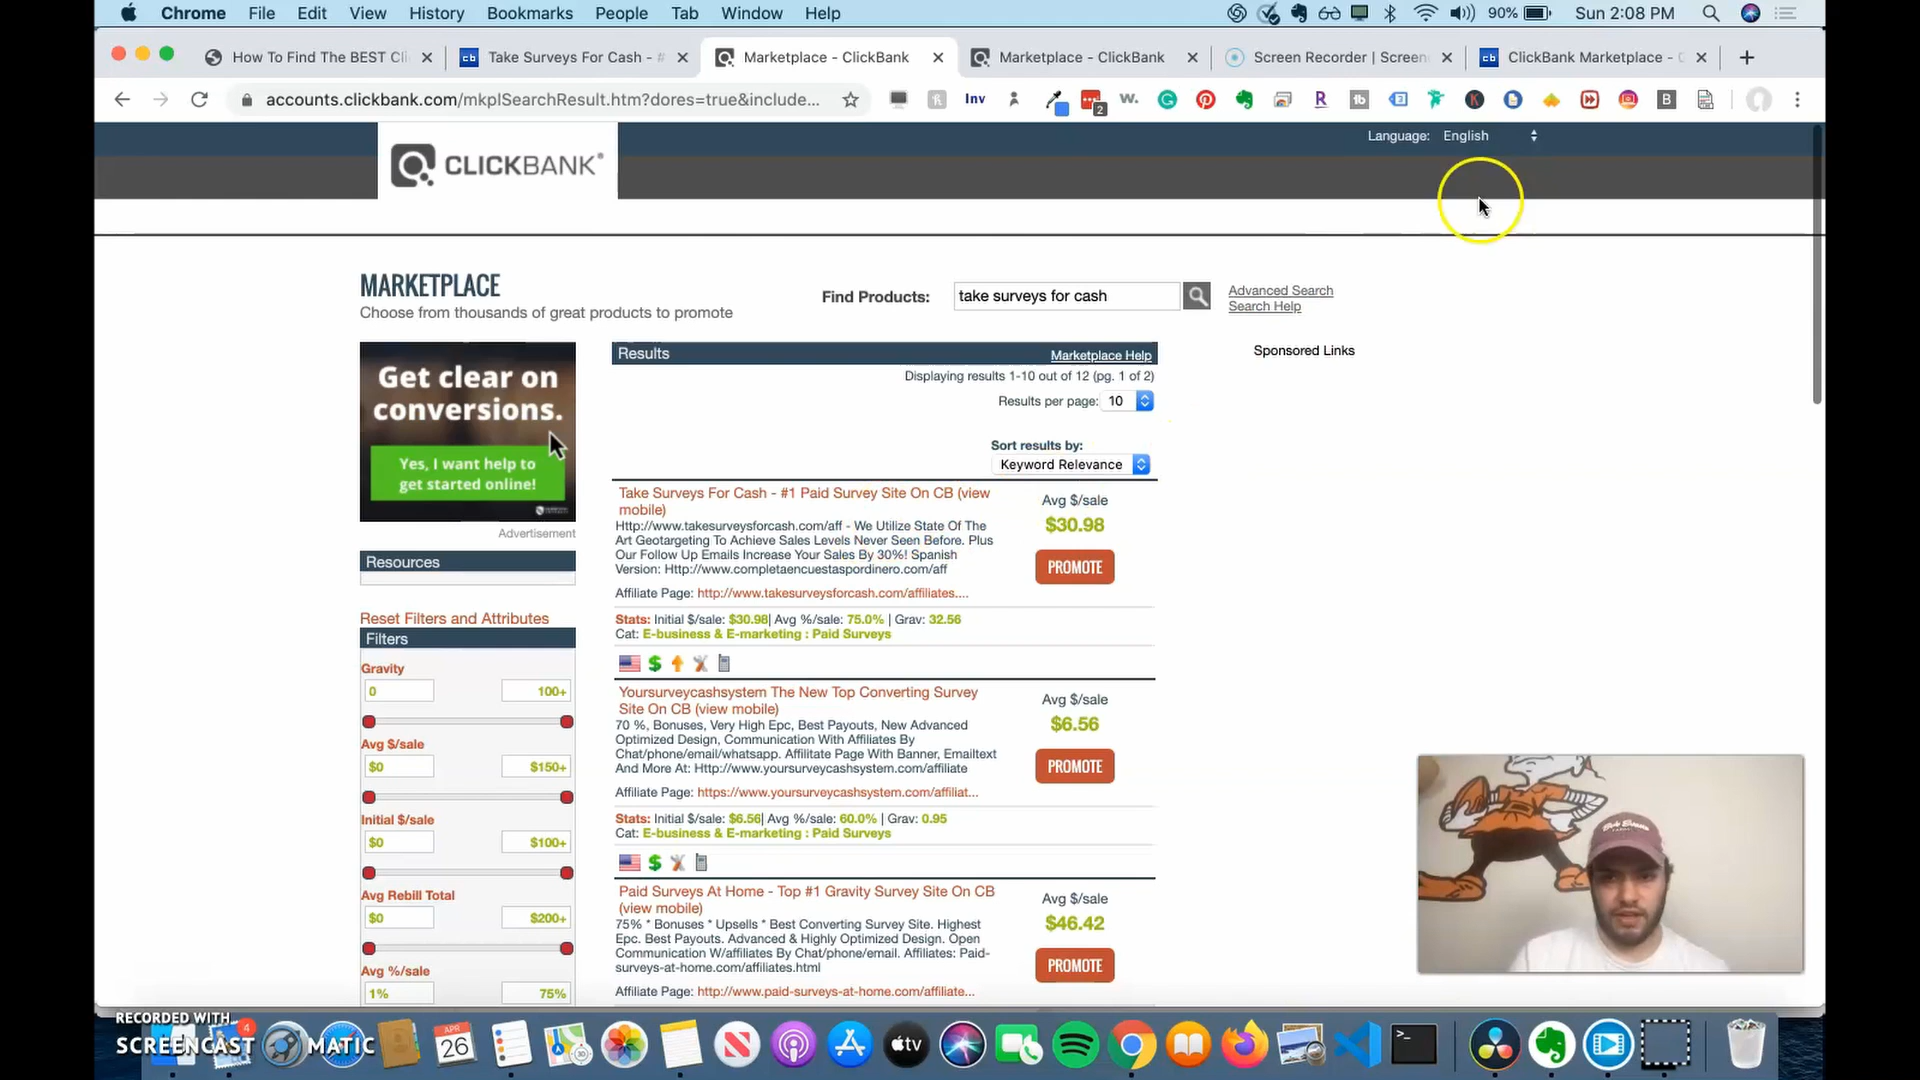 Chrome File Edit View History Bookmarks People Tab Window Help 90% Sun 2:08 PM
How To Find The BEST Cli Take Surveys For Cash - # Marketplace - ClickBank Marketplace - ClickBank Screen Recorder | Screen ClickBank Marketplace - C
accounts.clickbank.com/mkplSearchResult.htm?dores=true&include... Inv 2 W. R tb 3 K B
Language: English
CLICKBANK®
MARKETPLACE
Choose from thousands of great products to promote
Find Products: take surveys for cash
Advanced Search
Search Help
Get clear on
conversions.
Yes, I want help to
get started online!
Advertisement
Resources
Reset Filters and Attributes
Filters
Gravity
0 100+
Avg $/sale
$0 $150+
Initial $/sale
$0 $100+
Avg Rebill Total
$0 $200+
Avg %/sale
1% 75%
Results Marketplace Help
Displaying results 1-10 out of 12 (pg. 1 of 2)
Results per page: 10
Sort results by:
Keyword Relevance
Take Surveys For Cash - #1 Paid Survey Site On CB (view
mobile)
Http://www.takesurveysforcash.com/aff - We Utilize State Of The
Art Geotargeting To Achieve Sales Levels Never Seen Before. Plus
Our Follow Up Emails Increase Your Sales By 30%! Spanish
Version: Http://www.completaencuestaspordinero.com/aff
Affiliate Page: http://www.takesurveysforcash.com/affiliates....
Avg $/sale
$30.98
PROMOTE
Stats: Initial $/sale: $30.98| Avg %/sale: 75.0% | Grav: 32.56
Cat: E-business & E-marketing : Paid Surveys
Yoursurveycashsystem The New Top Converting Survey
Site On CB (view mobile)
70 %, Bonuses, Very High Epc, Best Payouts, New Advanced
Optimized Design, Communication With Affiliates By
Chat/phone/email/whatsapp. Affilitate Page With Banner, Emailtext
And More At: Http://www.yoursurveycashsystem.com/affiliate
Affiliate Page: https://www.yoursurveycashsystem.com/affiliat...
Avg $/sale
$6.56
PROMOTE
Stats: Initial $/sale: $6.56| Avg %/sale: 60.0% | Grav: 0.95
Cat: E-business & E-marketing : Paid Surveys
Paid Surveys At Home - Top #1 Gravity Survey Site On CB
(view mobile)
75% * Bonuses * Upsells * Best Converting Survey Site. Highest
Epc. Best Payouts. Advanced & Highly Optimized Design. Open
Communication W/affiliates By Chat/phone/email. Affiliates: Paid-
surveys-at-home.com/affiliates.html
Affiliate Page: http://www.paid-surveys-at-home.com/affiliate...
Avg $/sale
$46.42
PROMOTE
Sponsored Links
RECORDED WITH
SCREENCAST MATIC
4
APR
26
tv